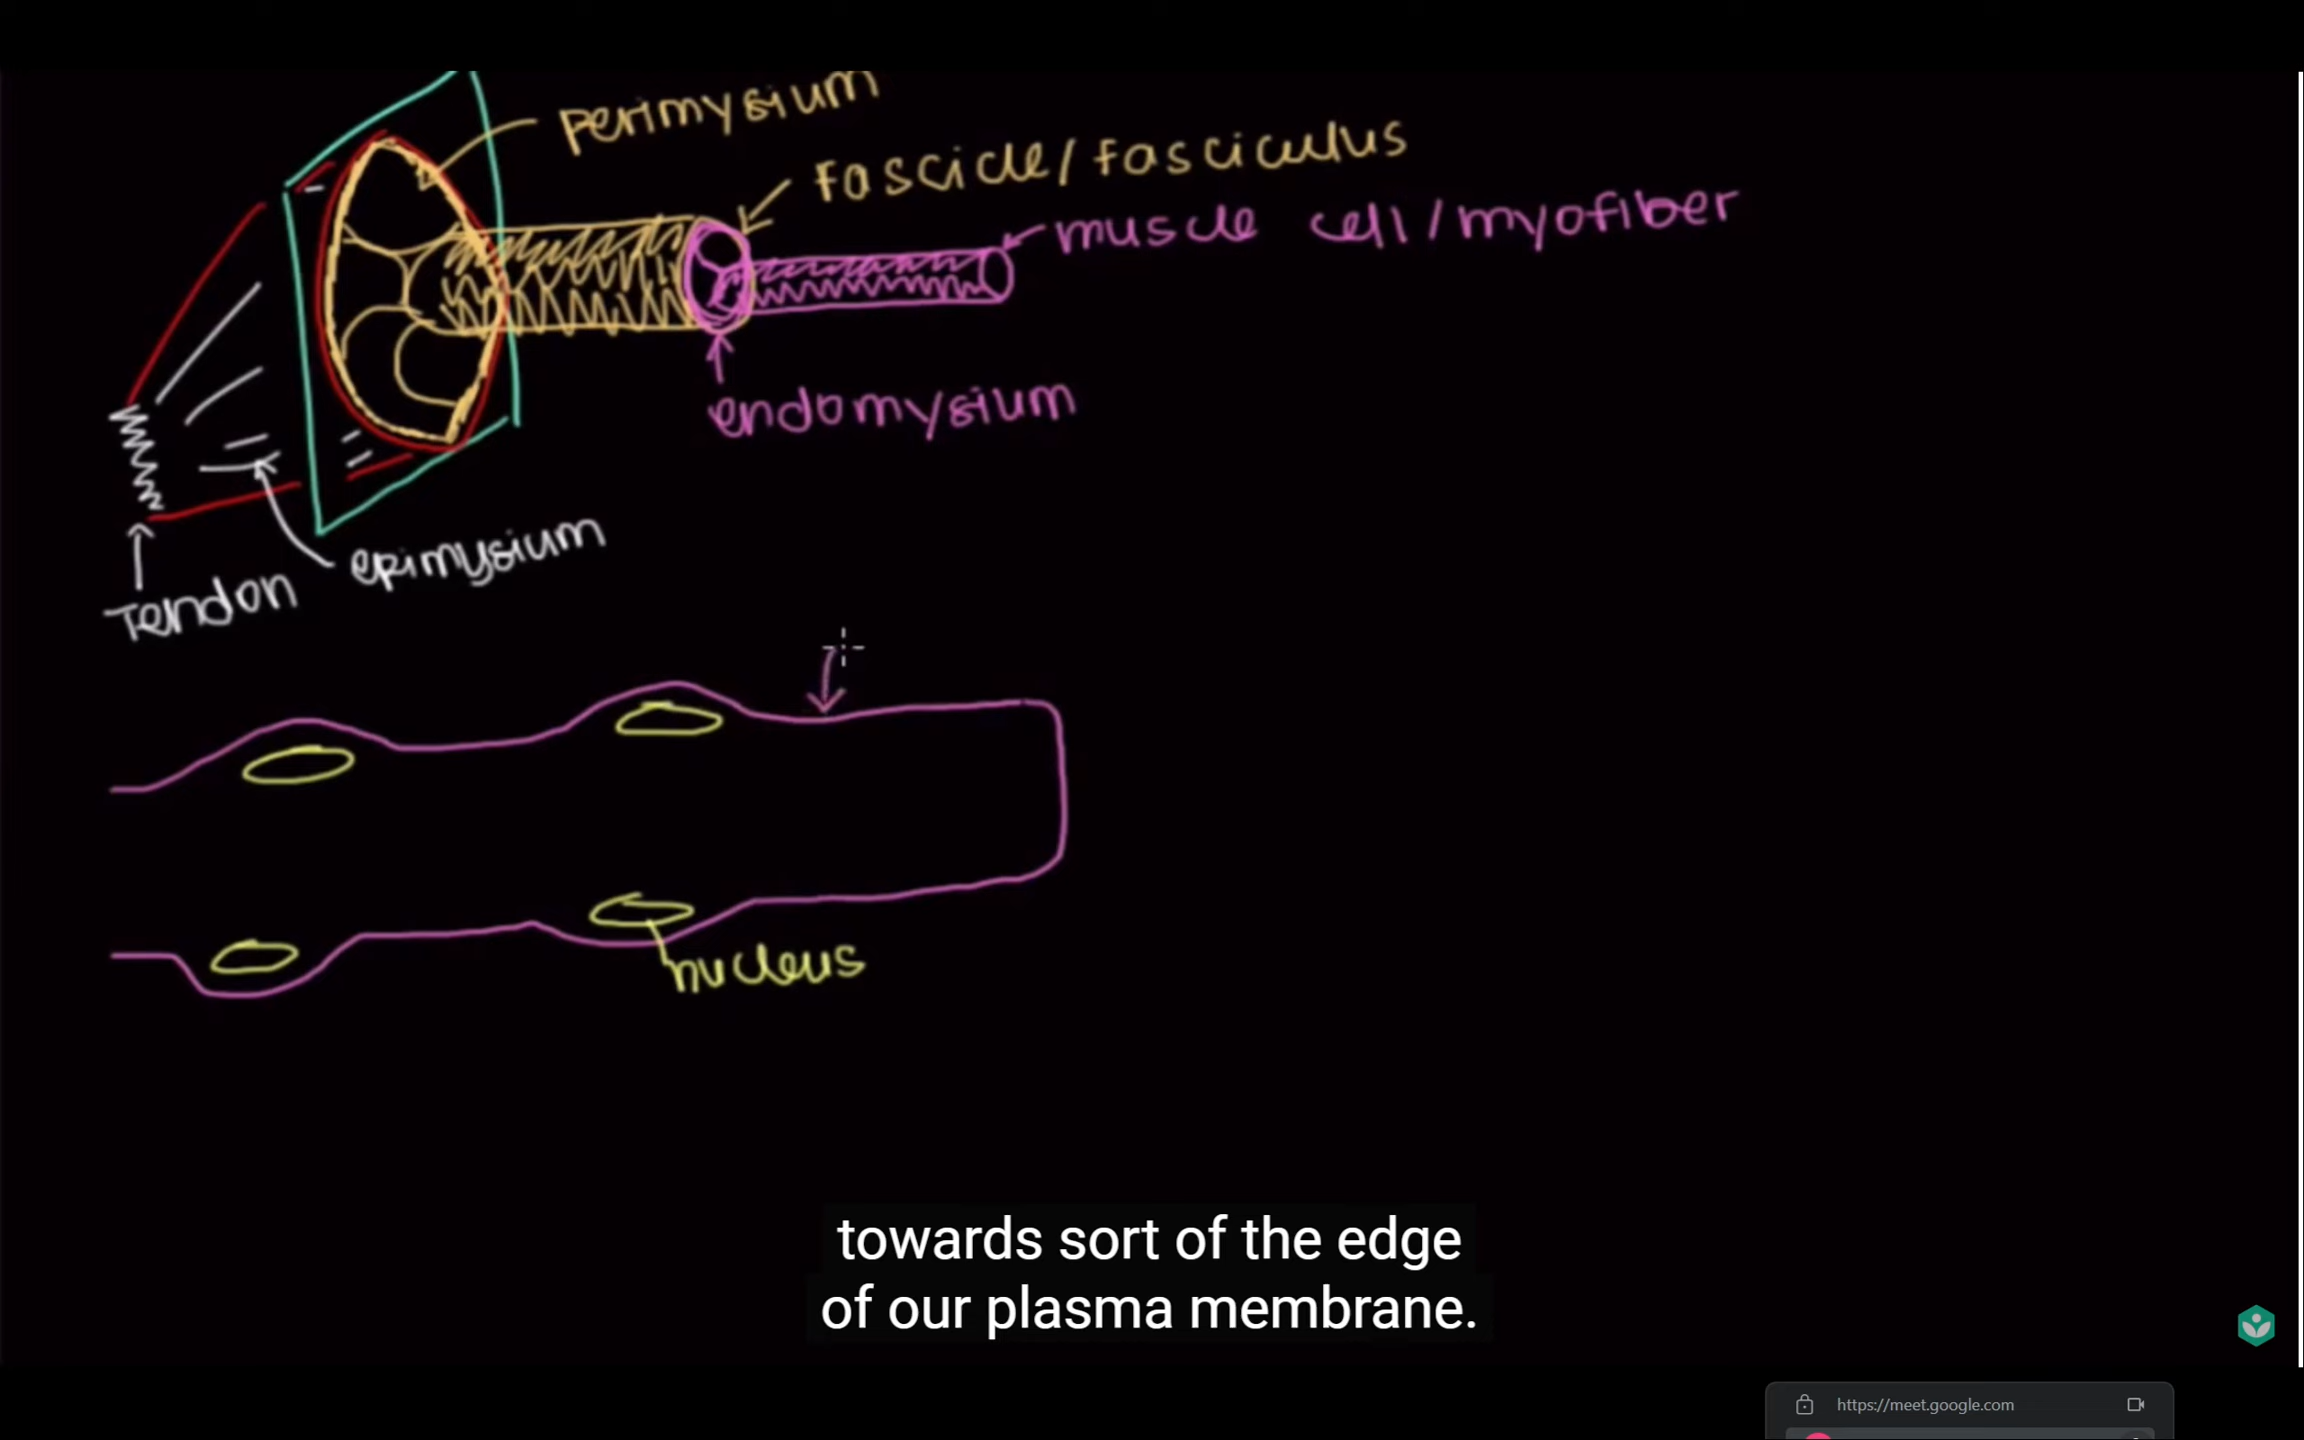 perimysium
fascicle/fasciculus
muscle cell/myofiber
endomysium
epimysium
Tendon
nucleus
towards sort of the edge
of our plasma membrane.
https://meet.google.com